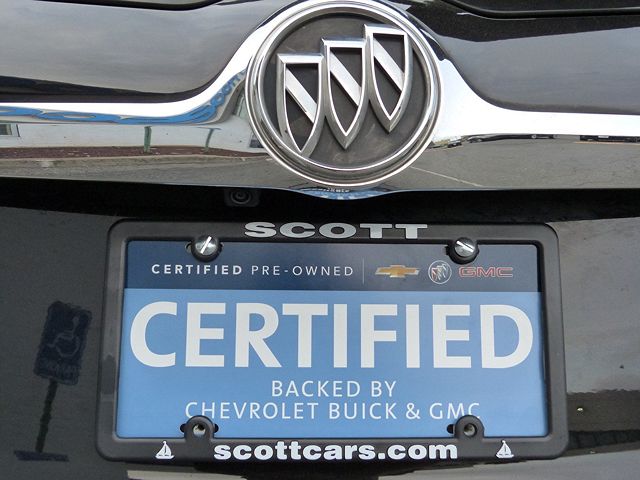 SCOTT
CERTIFIED PRE-OWNED GMC
CERTIFIED
BACKED BY
CHEVROLET BUICK & GMC
scottcars.com